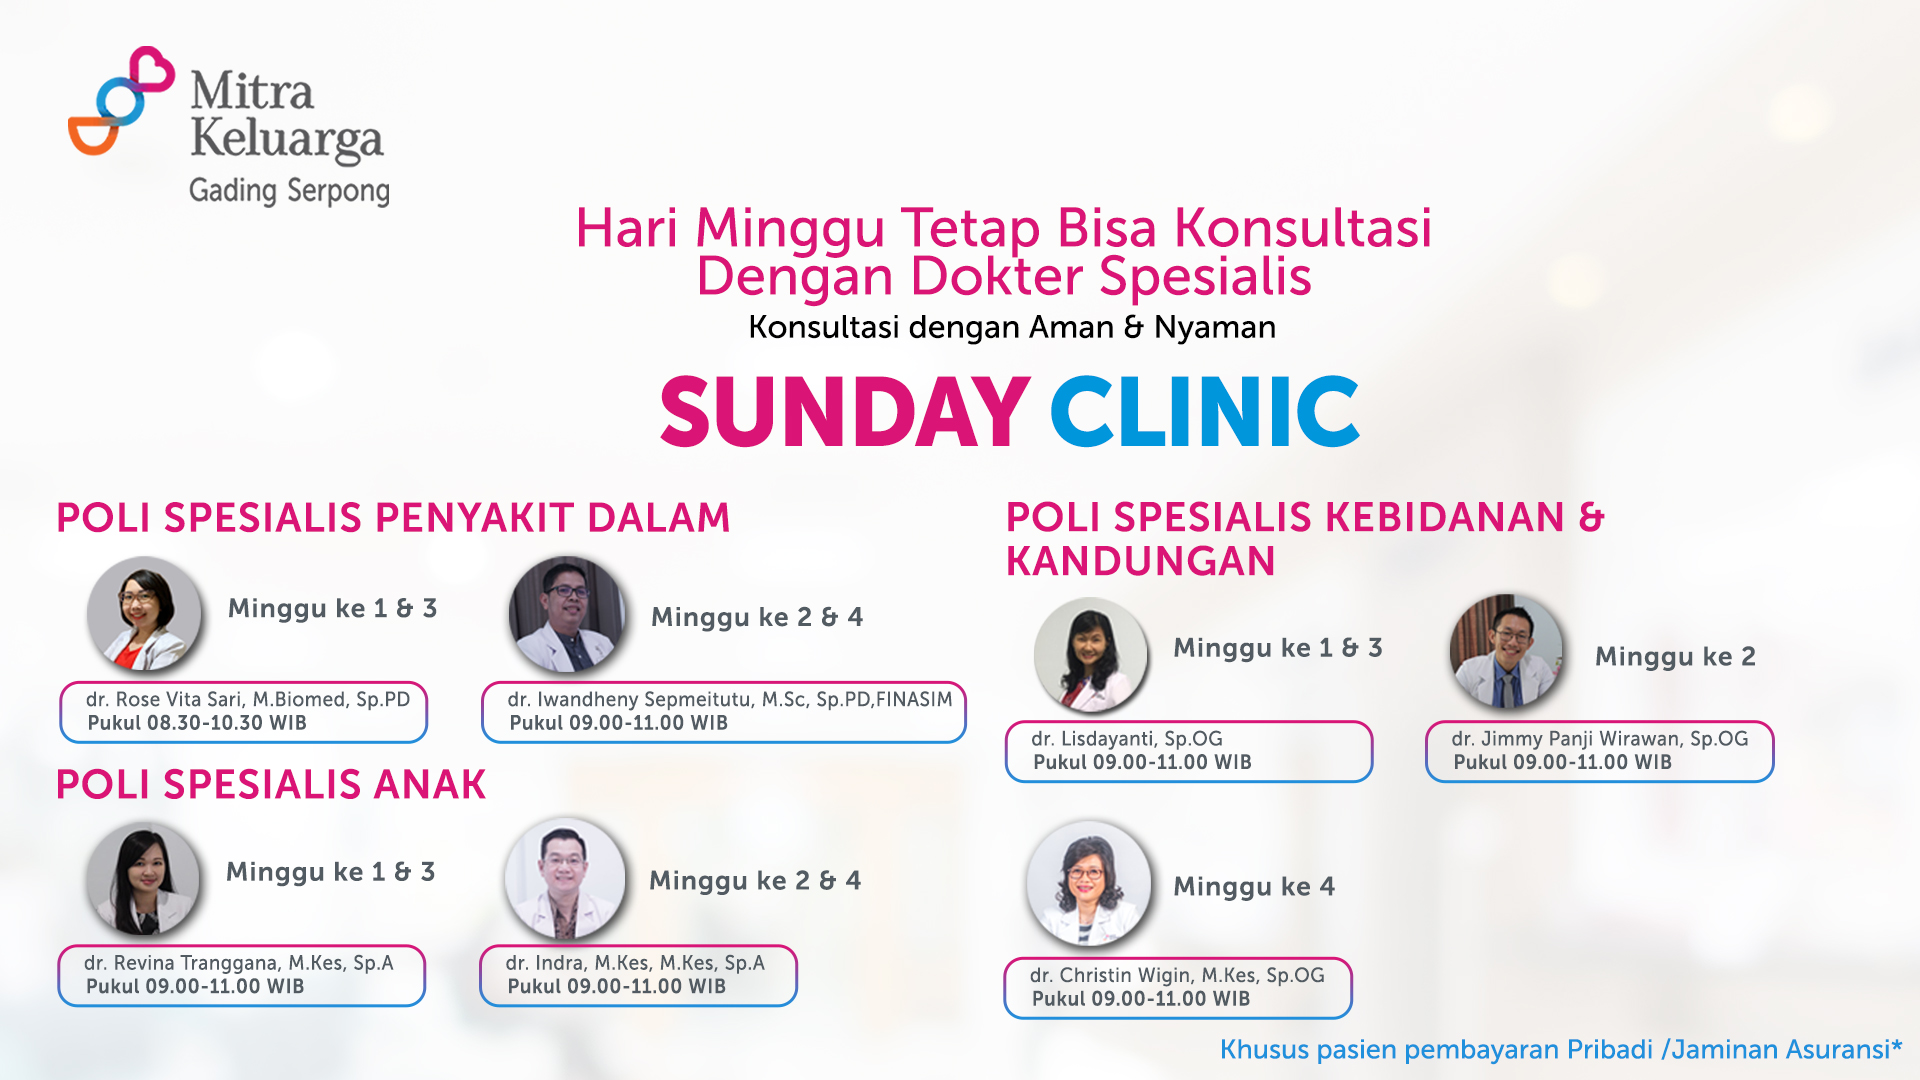 Mitra
Keluarga
Gading Serpong
Hari Minggu Tetap Bisa Konsultasi
Dengan Dokter Spesialis
Konsultasi dengan Aman & Nyaman
SUNDAY CLINIC
POLI SPESIALIS PENYAKIT DALAM
Minggu ke 1 & 3
dr. Rose Vita Sari, M.Biomed, Sp.PD
Pukul 08.30-10.30 WIB
Minggu ke 2 & 4
dr. Iwandheny Sepmeitutu, M.Sc, Sp.PD,FINASIM
Pukul 09.00-11.00 WIB
POLI SPESIALIS ANAK
Minggu ke 1 & 3
dr. Revina Tranggana, M.Kes, Sp.A
Pukul 09.00-11.00 WIB
Minggu ke 2 & 4
dr. Indra, M.Kes, M.Kes, Sp.A
Pukul 09.00-11.00 WIB
POLI SPESIALIS KEBIDANAN &
KANDUNGAN
Minggu ke 1 & 3
dr. Lisdayanti, Sp.OG
Pukul 09.00-11.00 WIB
Minggu ke 2
dr. Jimmy Panji Wirawan, Sp.OG
Pukul 09.00-11.00 WIB
Minggu ke 4
dr. Christin Wigin, M.Kes, Sp.OG
Pukul 09.00-11.00 WIB
Khusus pasien pembayaran Pribadi /Jaminan Asuransi*